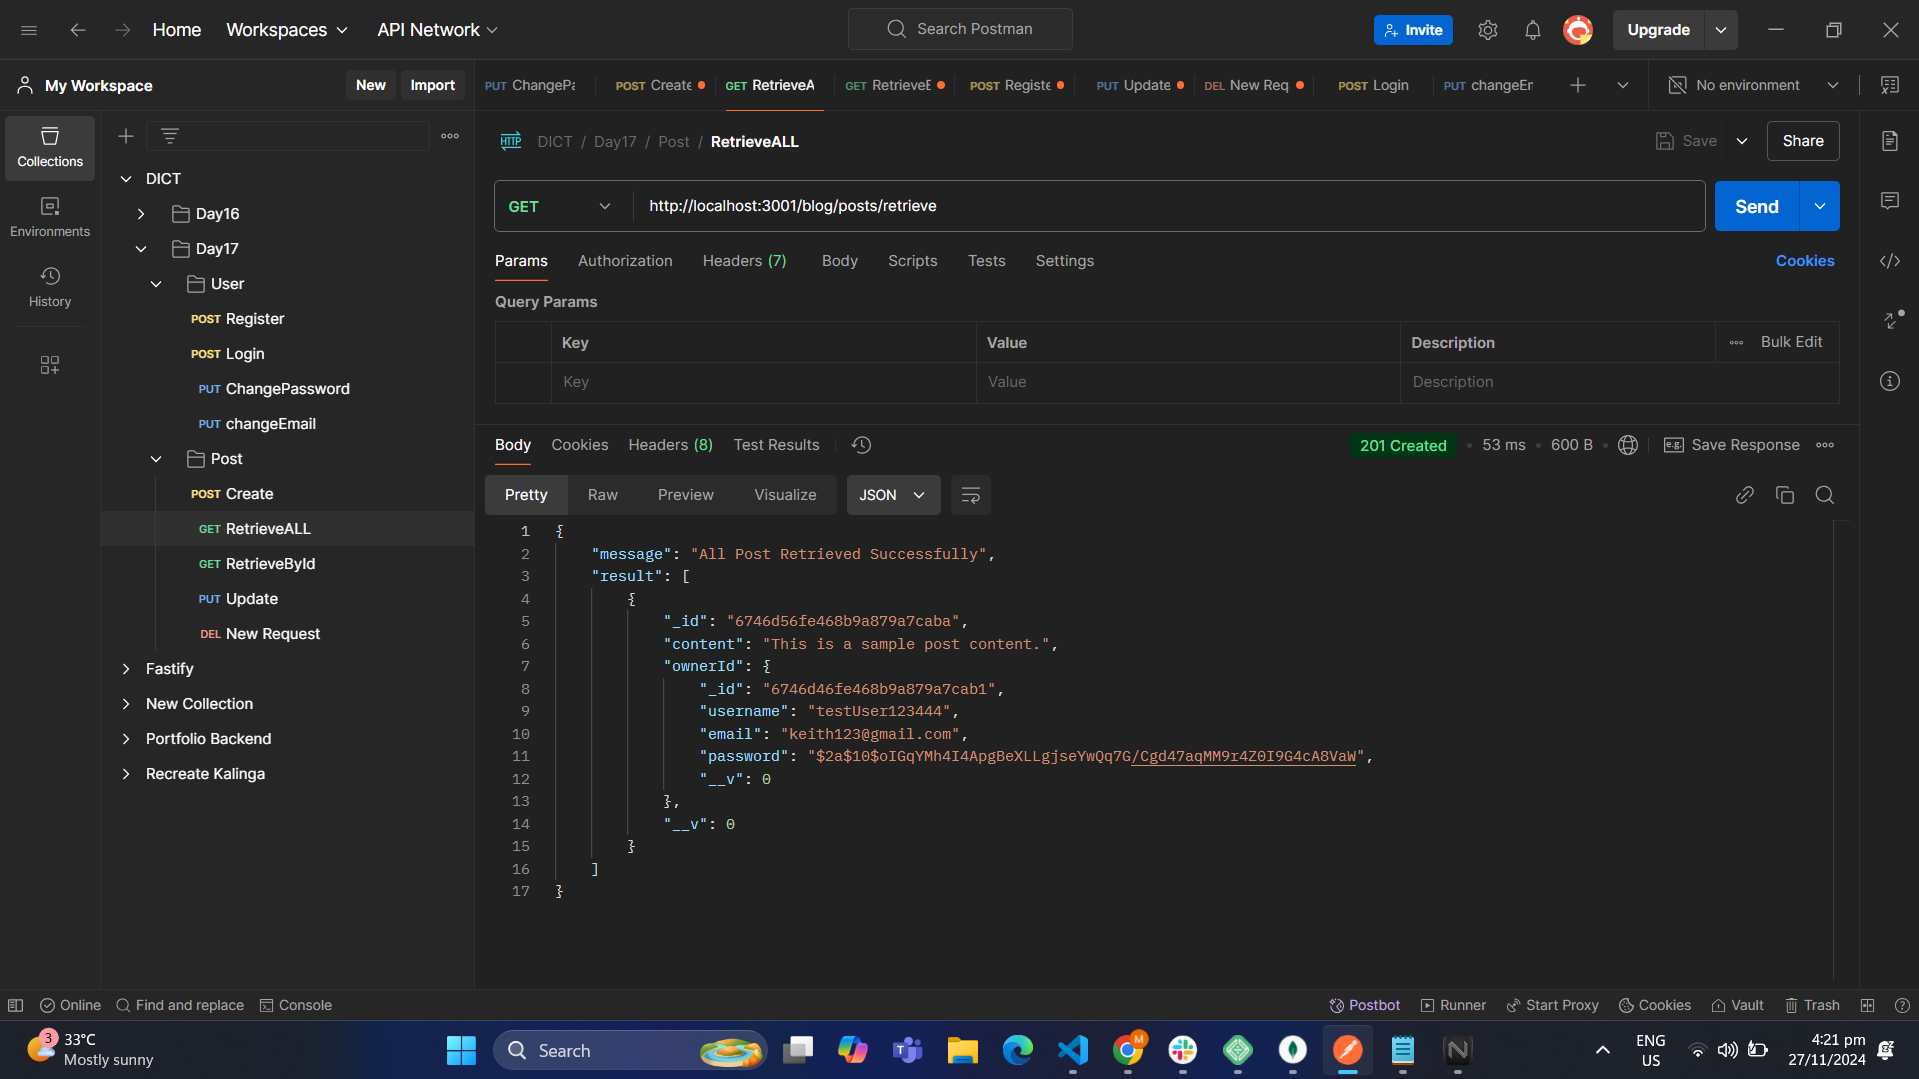 Home Workspaces API Network Search Postman Invite Upgrade
My Workspace New Import PUT ChangePa POST Create GET RetrieveA GET RetrieveE POST Registe PUT Update DEL New Req POST Login PUT changeEm No environment
Collections
Environments
History
DICT
Day16
Day17
User
POST Register
POST Login
PUT ChangePassword
PUT changeEmail
Post
POST Create
GET RetrieveALL
GET RetrieveById
PUT Update
DEL New Request
Fastify
New Collection
Portfolio Backend
Recreate Kalinga
HTTP DICT / Day17 / Post / RetrieveALL Save Share
GET http://localhost:3001/blog/posts/retrieve Send
Params Authorization Headers (7) Body Scripts Tests Settings Cookies
Query Params
Key Value Description Bulk Edit
Key Value Description
Body Cookies Headers (8) Test Results 201 Created 53 ms 600 B e.g. Save Response
Pretty Raw Preview Visualize JSON
1 {
2 "message": "All Post Retrieved Successfully",
3 "result": [
4 {
5 "_id": "6746d56fe468b9a879a7caba",
6 "content": "This is a sample post content.",
7 "ownerId": {
8 "_id": "6746d46fe468b9a879a7cab1",
9 "username": "testUser123444",
10 "email": "keith123@gmail.com",
11 "password": "$2a$10$oIGqYMh4I4ApgBeXLLgjseYwQq7G/Cgd47aqMM9r4Z0I9G4cA8VaW",
12 "__v": 0
13 },
14 "__v": 0
15 }
16 ]
17 }
Online Find and replace Console Postbot Runner Start Proxy Cookies Vault Trash
3 33°C
Mostly sunny
Search
M
ENG
US
4:21 pm
27/11/2024